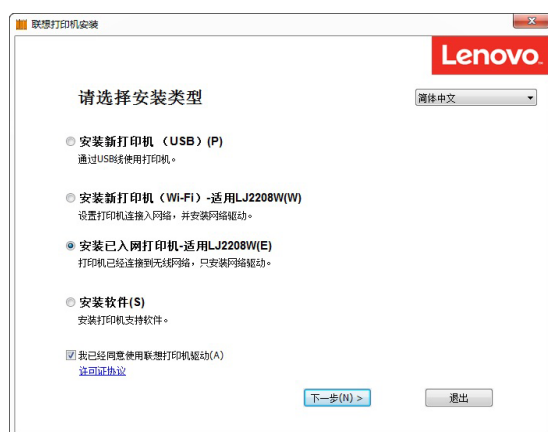 联想打印机安装
Lenovo
请选择安装类型
简体中文
安装新打印机 （USB）(P)
通过USB线使用打印机。
安装新打印机（Wi-Fi）-适用LJ2208W(W)
设置打印机连接入网络，并安装网络驱动。
安装已入网打印机-适用LJ2208W(E)
打印机已经连接到无线网络，只安装网络驱动。
安装软件(S)
安装打印机支持软件。
我已经同意使用联想打印机驱动(A)
许可证协议
下一步(N) >
退出